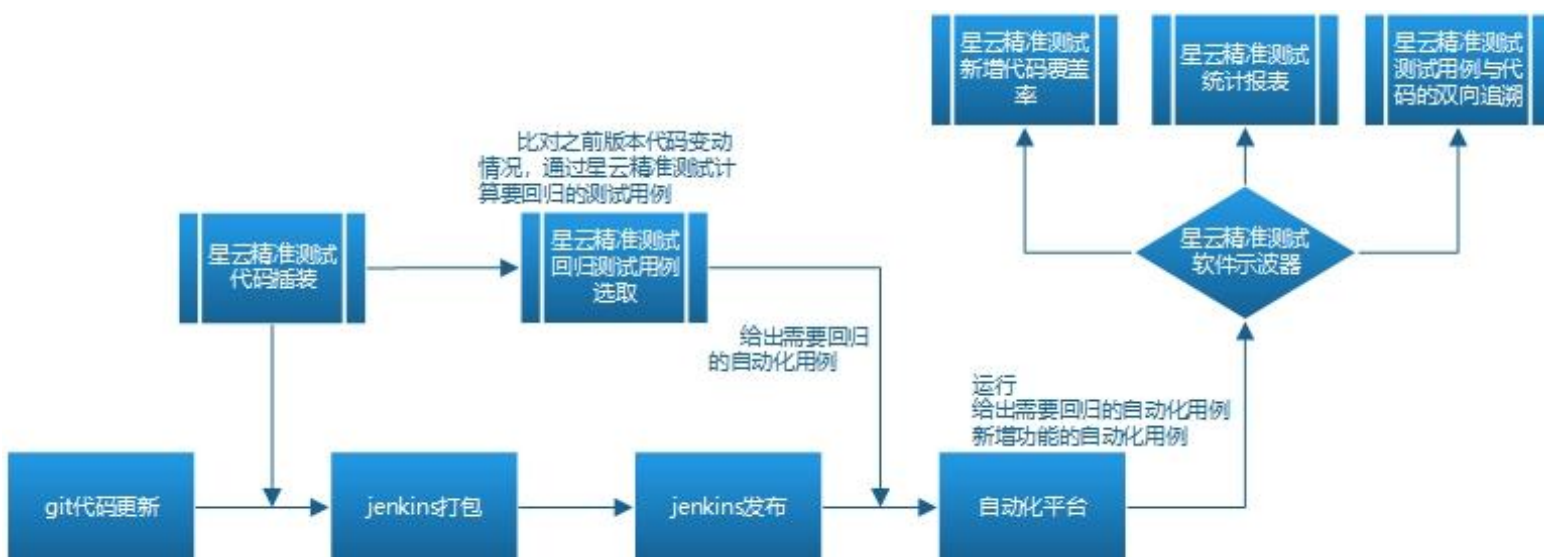 星云精准测试
新增代码覆盖
率
星云精准测试
统计报表
星云精准测试
测试用例与代
码的双向追溯
比对之前版本代码变动
情况，通过星云精准测试计
算要回归的测试用例
星云精准测试
代码插装
星云精准测试
回归测试用例
选取
星云精准测试
软件示波器
给出需要回归
的自动化用例
运行
给出需要回归的自动化用例
新增功能的自动化用例
git代码更新
jenkins打包
jenkins发布
自动化平台